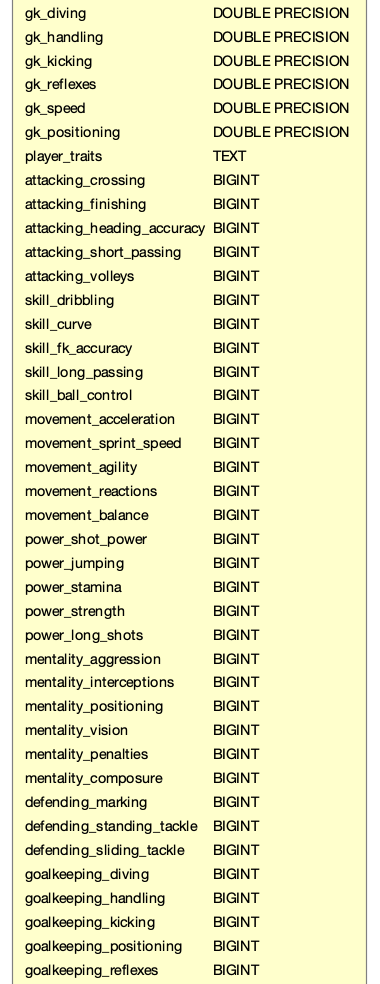 gk_diving DOUBLE PRECISION
gk_handling DOUBLE PRECISION
gk_kicking DOUBLE PRECISION
gk_reflexes DOUBLE PRECISION
gk_speed DOUBLE PRECISION
gk_positioning DOUBLE PRECISION
player_traits TEXT
attacking_crossing BIGINT
attacking_finishing BIGINT
attacking_heading_accuracy BIGINT
attacking_short_passing BIGINT
attacking_volleys BIGINT
skill_dribbling BIGINT
skill_curve BIGINT
skill_fk_accuracy BIGINT
skill_long_passing BIGINT
skill_ball_control BIGINT
movement_acceleration BIGINT
movement_sprint_speed BIGINT
movement_agility BIGINT
movement_reactions BIGINT
movement_balance BIGINT
power_shot_power BIGINT
power_jumping BIGINT
power_stamina BIGINT
power_strength BIGINT
power_long_shots BIGINT
mentality_aggression BIGINT
mentality_interceptions BIGINT
mentality_positioning BIGINT
mentality_vision BIGINT
mentality_penalties BIGINT
mentality_composure BIGINT
defending_marking BIGINT
defending_standing_tackle BIGINT
defending_sliding_tackle BIGINT
goalkeeping_diving BIGINT
goalkeeping_handling BIGINT
goalkeeping_kicking BIGINT
goalkeeping_positioning BIGINT
goalkeeping_reflexes BIGINT